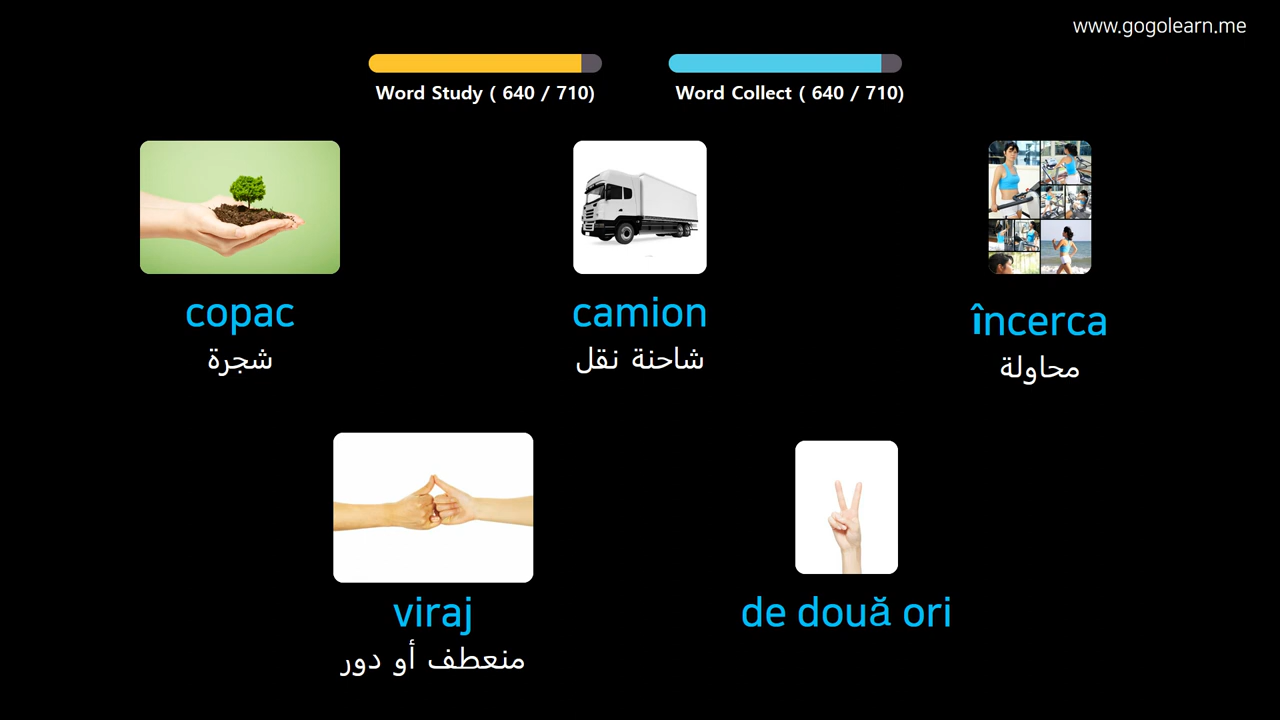 www.gogolearn.me
Word Study ( 640 / 710)
Word Collect ( 640 / 710)
copac
شجرة
camion
شاحنة نقل
încerca
محاولة
viraj
منعطف أو دور
de două ori